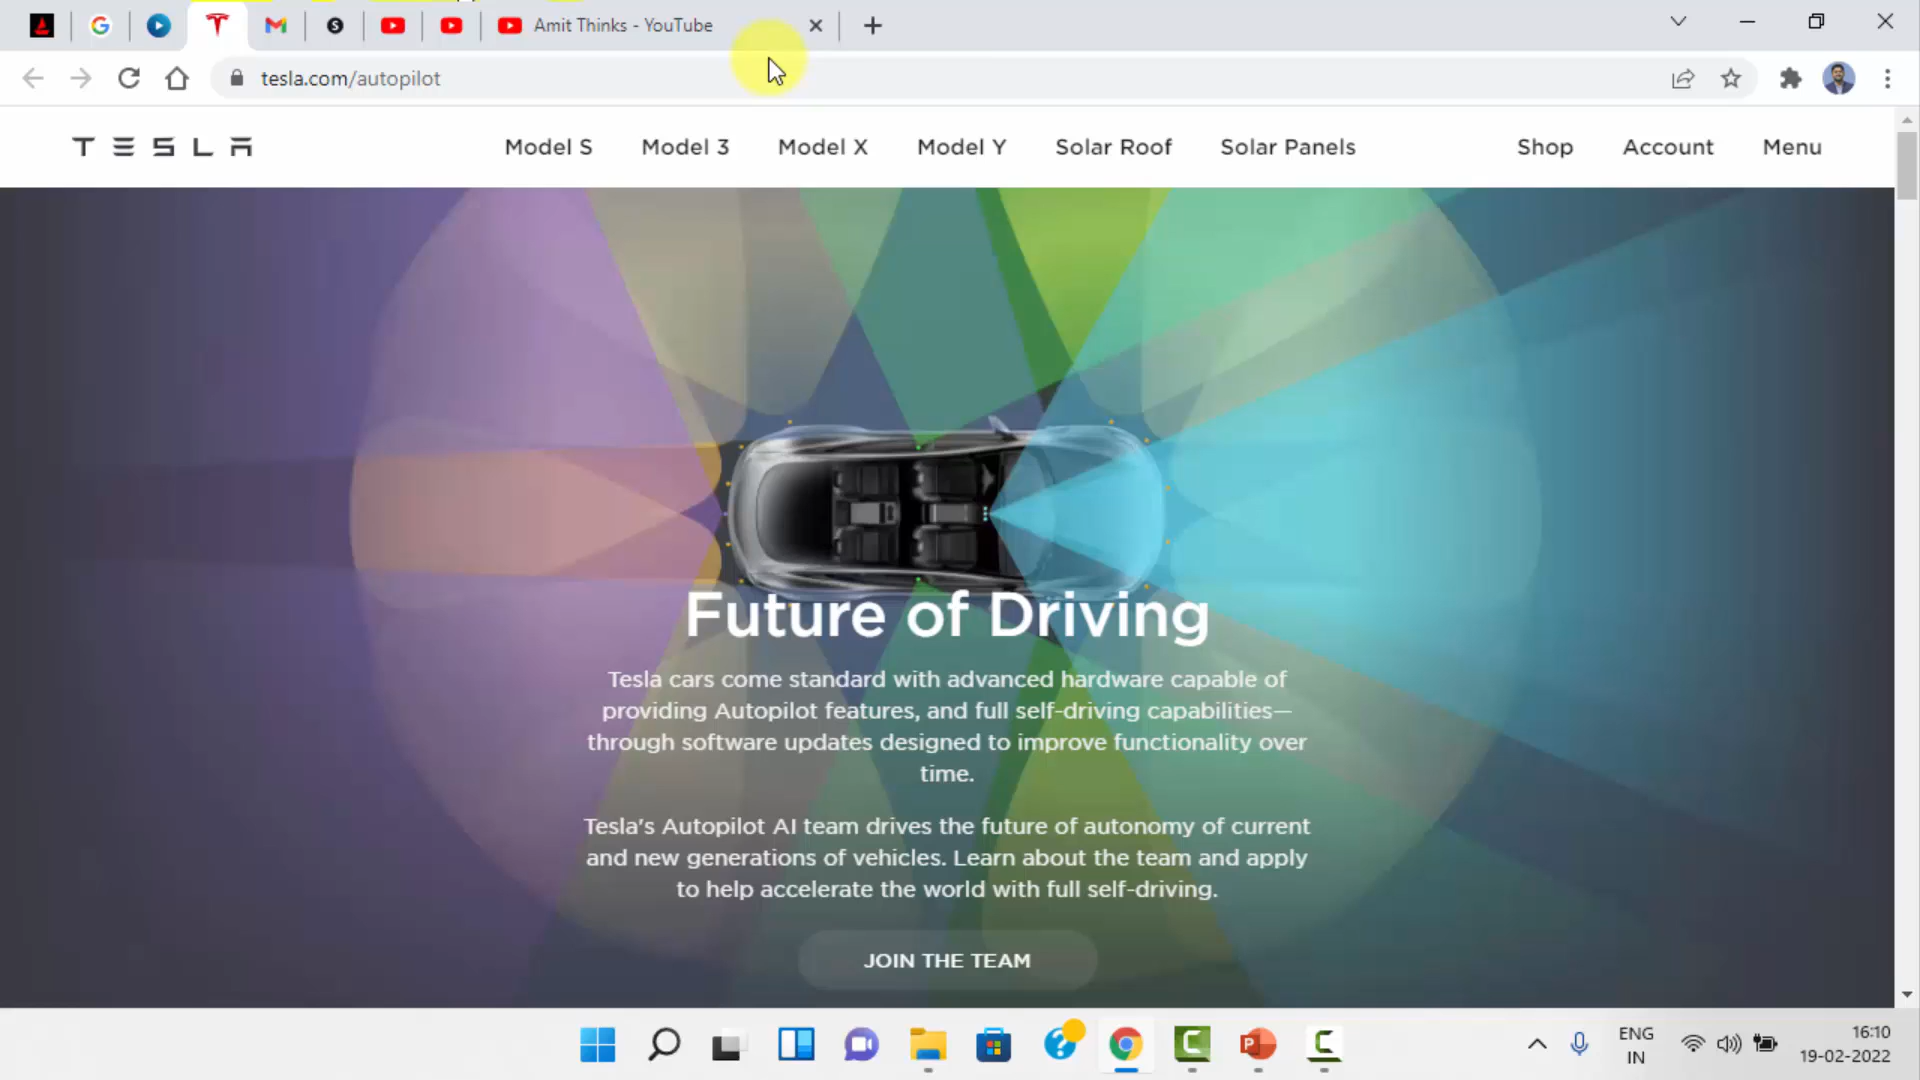 Amit Thinks - YouTube
tesla.com/autopilot
TESLA
Model S
Model 3
Model X
Model Y
Solar Roof
Solar Panels
Shop
Account
Menu
Future of Driving
Tesla cars come standard with advanced hardware capable of
providing Autopilot features, and full self-driving capabilities—
through software updates designed to improve functionality over
time.
Tesla's Autopilot AI team drives the future of autonomy of current
and new generations of vehicles. Learn about the team and apply
to help accelerate the world with full self-driving.
JOIN THE TEAM
ENG
IN
16:10
19-02-2022